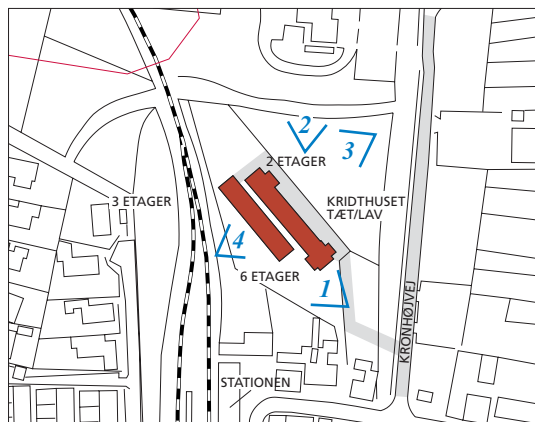 2
3
2 ETAGER
3 ETAGER
KRIDTHUSET
TÆT/LAV
4
6 ETAGER
1
KRONHØJVEJ
STATIONEN